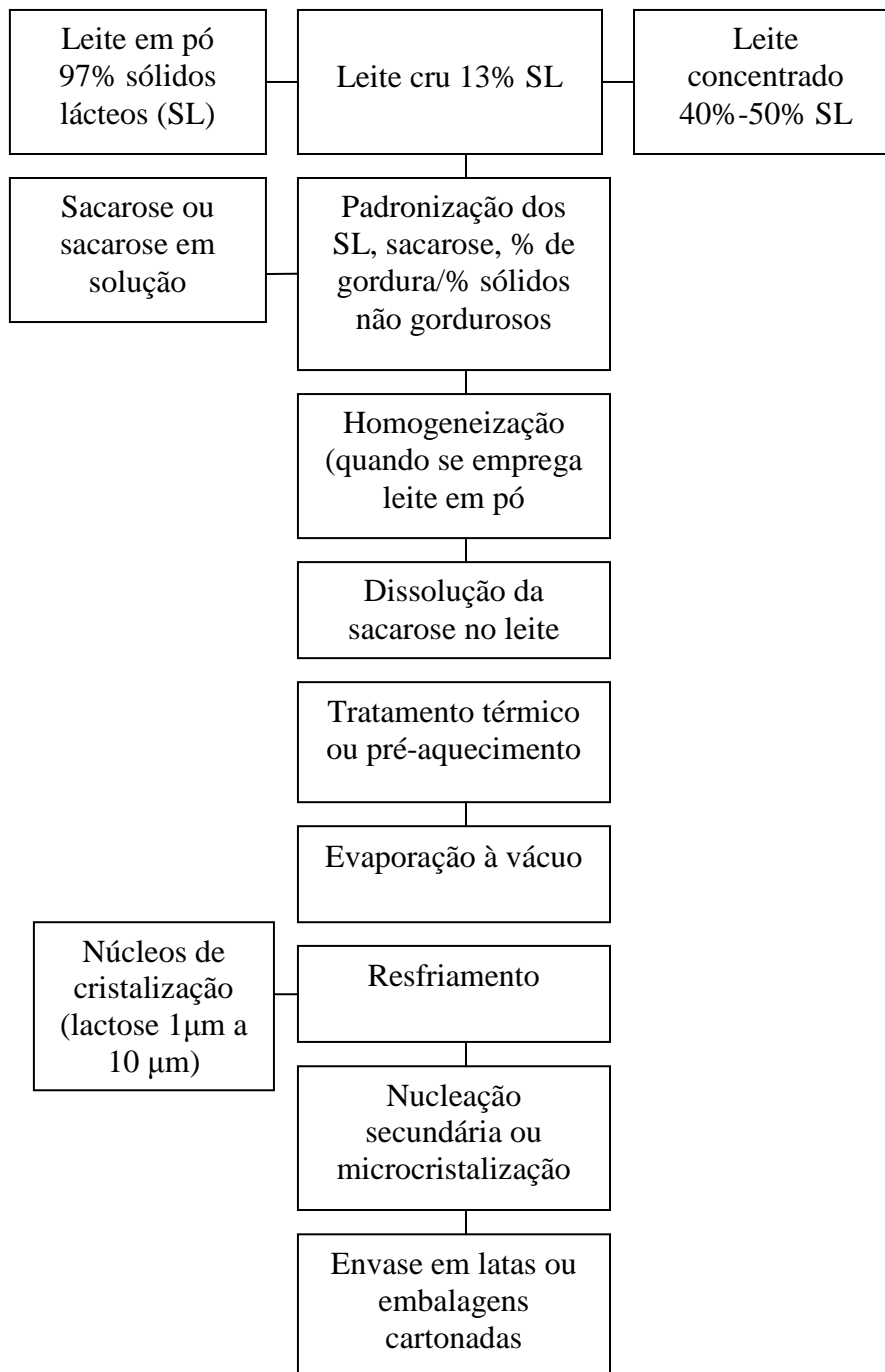 Leite em pó
97% sólidos
lácteos (SL)
Leite cru 13% SL
Leite
concentrado
40%-50% SL
Sacarose ou
sacarose em
solução
Padronização dos
SL, sacarose, % de
gordura/% sólidos
não gordurosos
Homogeneização
(quando se emprega
leite em pó
Dissolução da
sacarose no leite
Tratamento térmico
ou pré-aquecimento
Evaporação à vácuo
Núcleos de
cristalização
(lactose 1μm a
10 μm)
Resfriamento
Nucleação
secundária ou
microcristalização
Envase em latas ou
embalagens
cartonadas